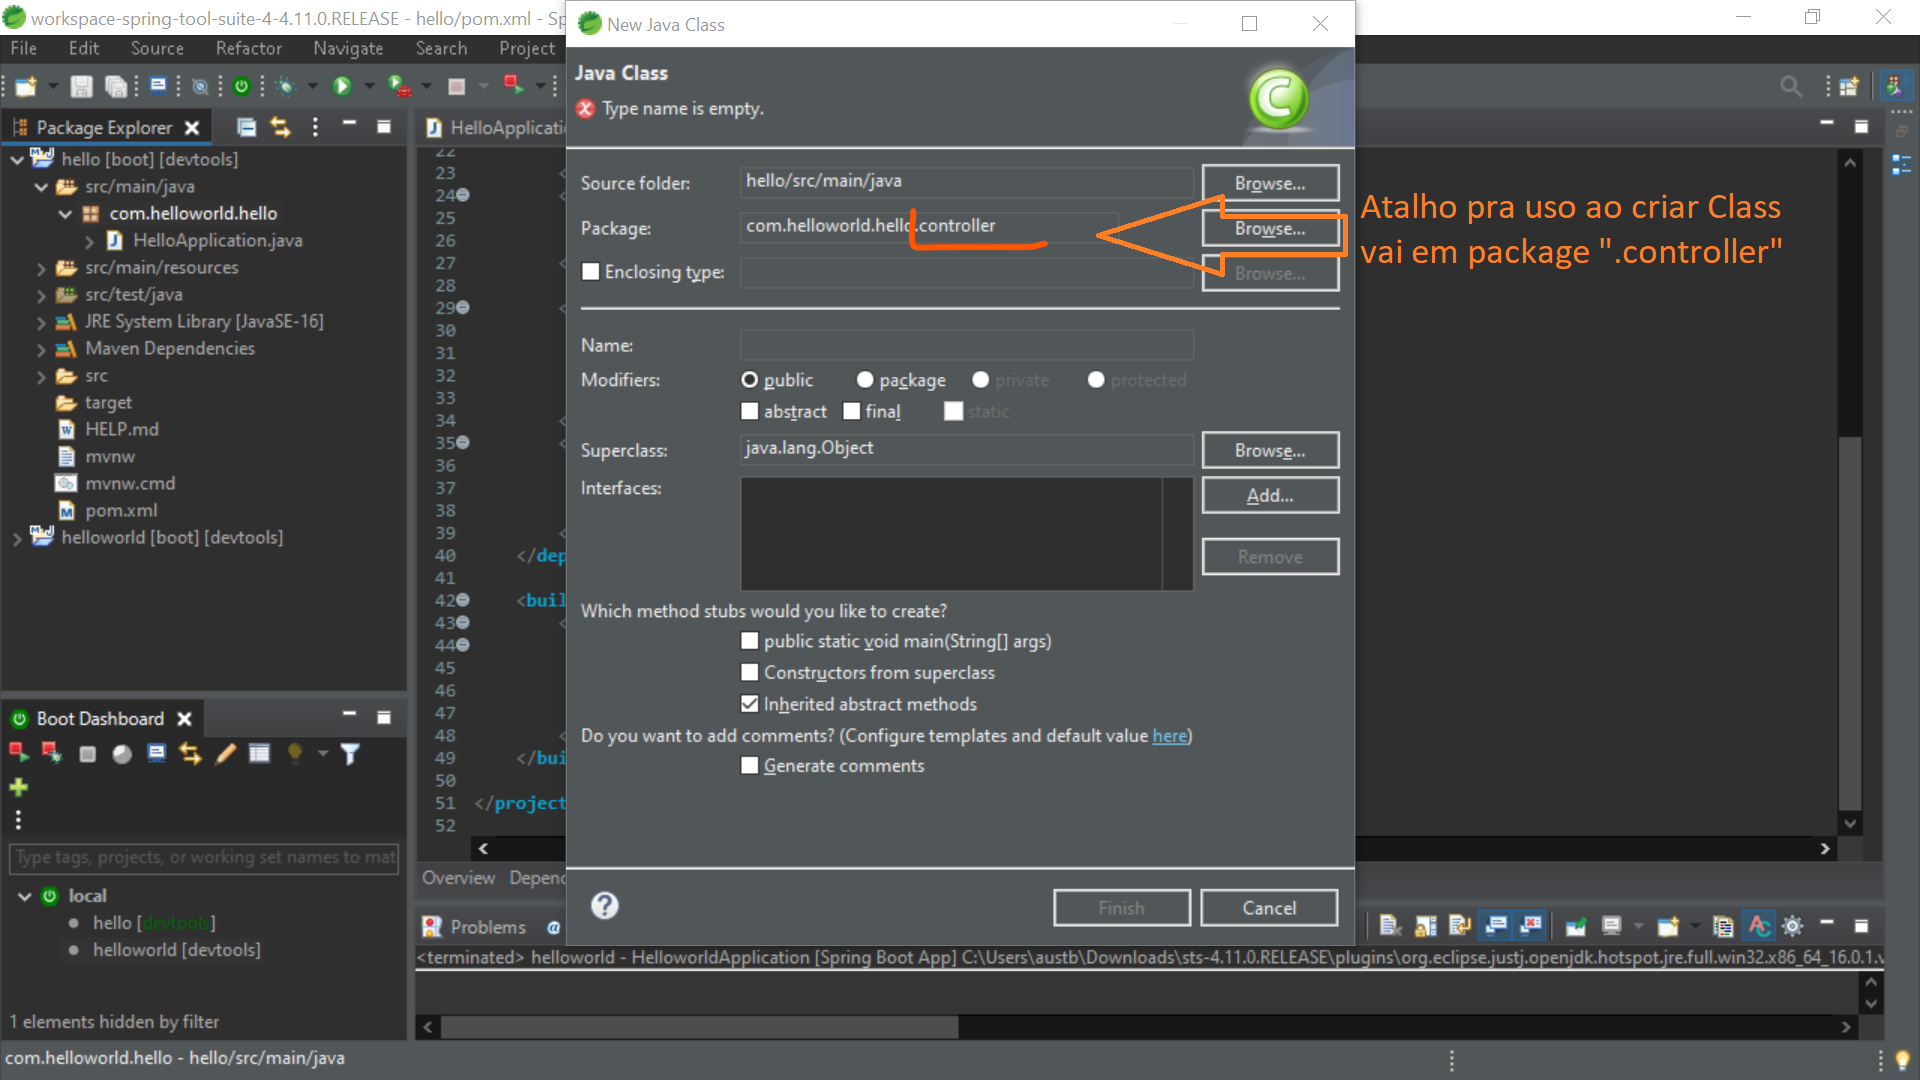 workspace-spring-tool-suite-4-4.11.0.RELEASE - hello/pom.xml - Sp
New Java Class
File Edit Source Refactor Navigate Search Project
Java Class
Type name is empty.
Package Explorer
HelloApplicati
hello [boot] [devtools]
src/main/java
com.helloworld.hello
HelloApplication.java
src/main/resources
src/test/java
JRE System Library [JavaSE-16]
Maven Dependencies
src
target
HELP.md
mvnw
mvnw.cmd
pom.xml
helloworld [boot] [devtools]
22
23 <
24 <
25
26 <
27 <
28
29 <
30
31
32
33
34 <
35 <
36
37
38
39 <
40 </dep
41
42 <buil
43 <
44
45
46
47
48 <
49 </bui
50
51 </project
52
Source folder: hello/src/main/java Browse...
Package: com.helloworld.hello.controller Browse...
Enclosing type: Browse...
Atalho pra uso ao criar Class
vai em package ".controller"
Name:
Modifiers: public package private protected
abstract final static
Superclass: java.lang.Object Browse...
Interfaces: Add...
Remove
Which method stubs would you like to create?
public static void main(String[] args)
Constructors from superclass
Inherited abstract methods
Do you want to add comments? (Configure templates and default value here)
Generate comments
Finish Cancel
Boot Dashboard
Type tags, projects, or working set names to mat
local
hello [devtools]
helloworld [devtools]
1 elements hidden by filter
Overview Depend
Problems @
<terminated> helloworld - HelloworldApplication [Spring Boot App] C:\Users\austb\Downloads\sts-4.11.0.RELEASE\plugins\org.eclipse.justj.openjdk.hotspot.jre.full.win32.x86_64_16.0.1.v
com.helloworld.hello - hello/src/main/java